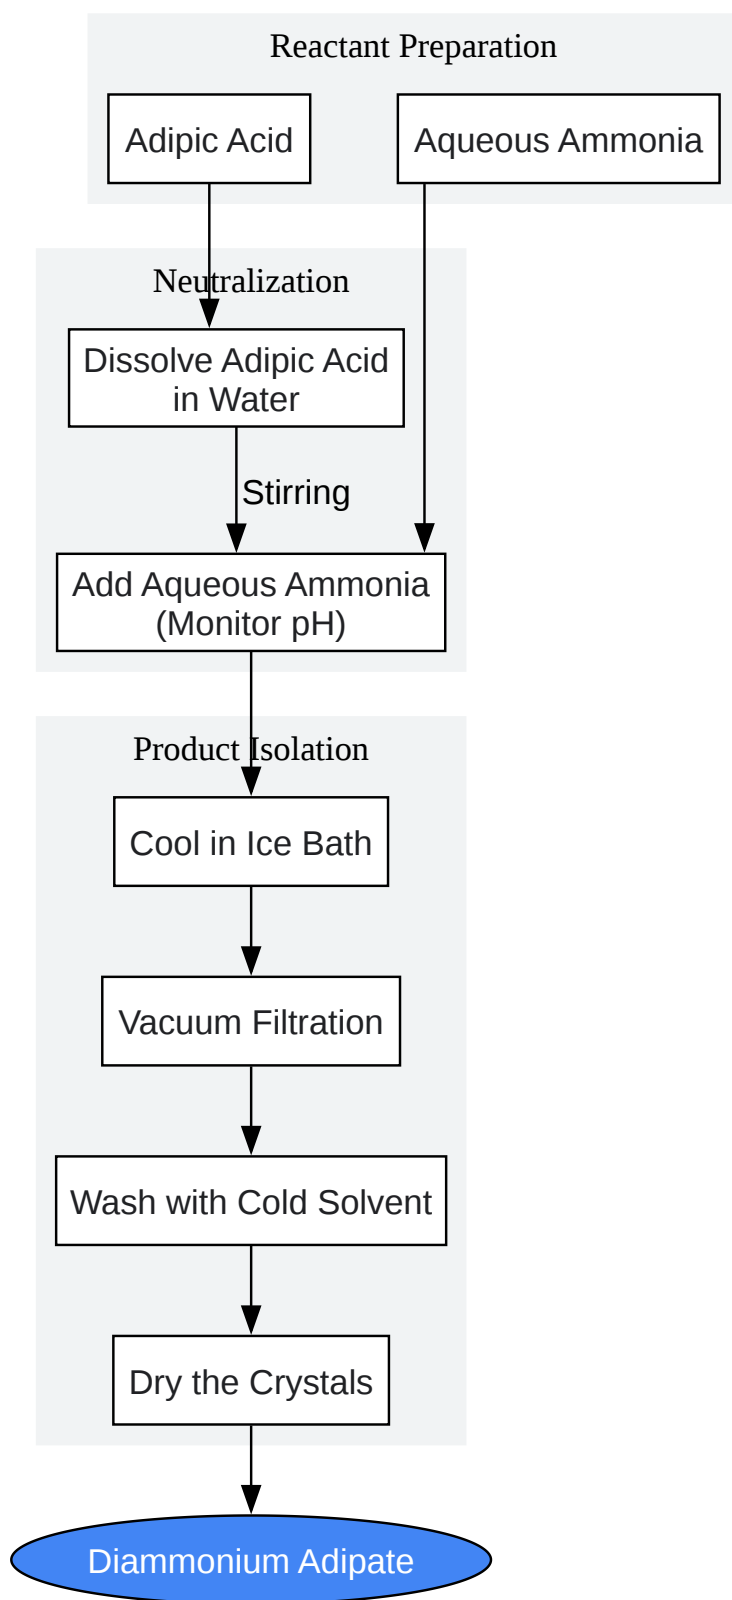 Reactant Preparation
Adipic Acid
Aqueous Ammonia
Neutralization
Dissolve Adipic Acid
in Water
Stirring
Add Aqueous Ammonia
(Monitor pH)
Product Isolation
Cool in Ice Bath
Vacuum Filtration
Wash with Cold Solvent
Dry the Crystals
Diammonium Adipate